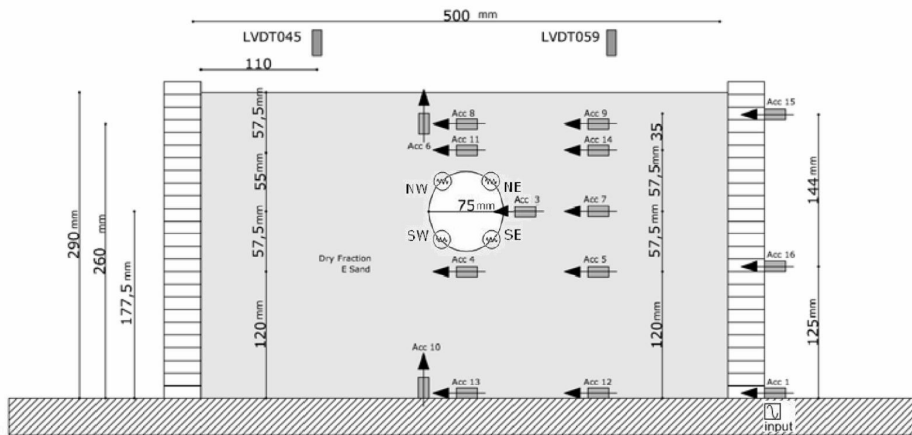 500 mm
LVDT045
LVDT059
110
Acc 15
57,5mm
Acc 8
Acc 9
35
Acc 6
Acc 11
Acc 14
55mm
57,5mm
144mm
NW
NE
75mm
Acc 3
Acc 7
290 mm
260 mm
177,5mm
57,5mm
SW
SE
57,5mm
Dry Fraction
E Sand
Acc 4
Acc 5
Acc 16
120mm
120mm
125mm
Acc 10
Acc 13
Acc 12
Acc 1
input